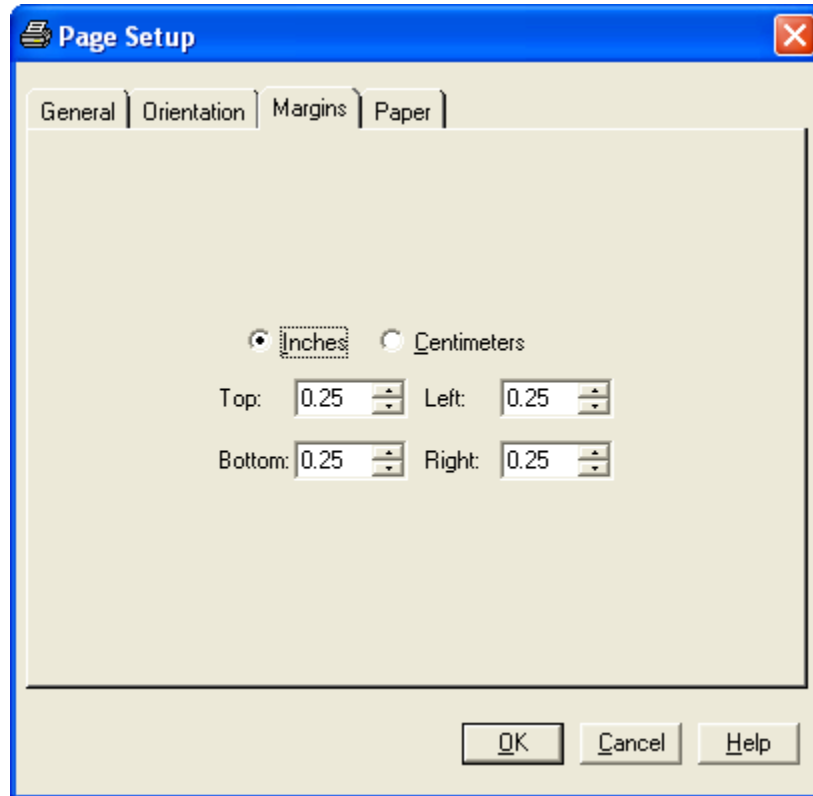 Page Setup
General Orientation Margins Paper
Inches Centimeters
Top: 0.25 Left: 0.25
Bottom: 0.25 Right: 0.25
OK Cancel Help